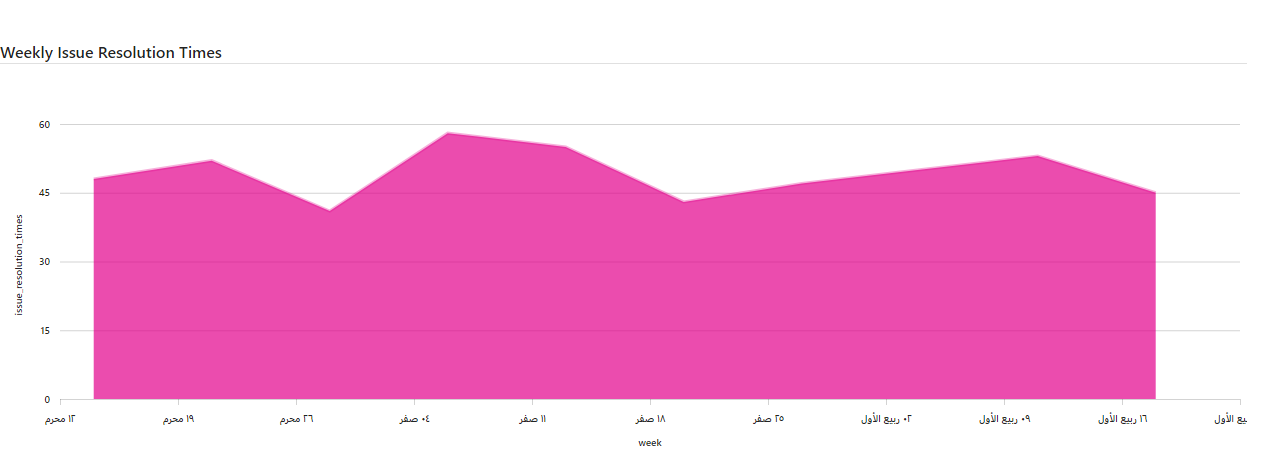 Weekly Issue Resolution Times
60
45
30
15
0
issue_resolution_times
١٢ محرم
١٩ محرم
٢٦ محرم
٠٤ صفر
١١ صفر
١٨ صفر
٢٥ صفر
٠٢ ربيع الأول
٠٩ ربيع الأول
١٦ ربيع الأول
الأول
week